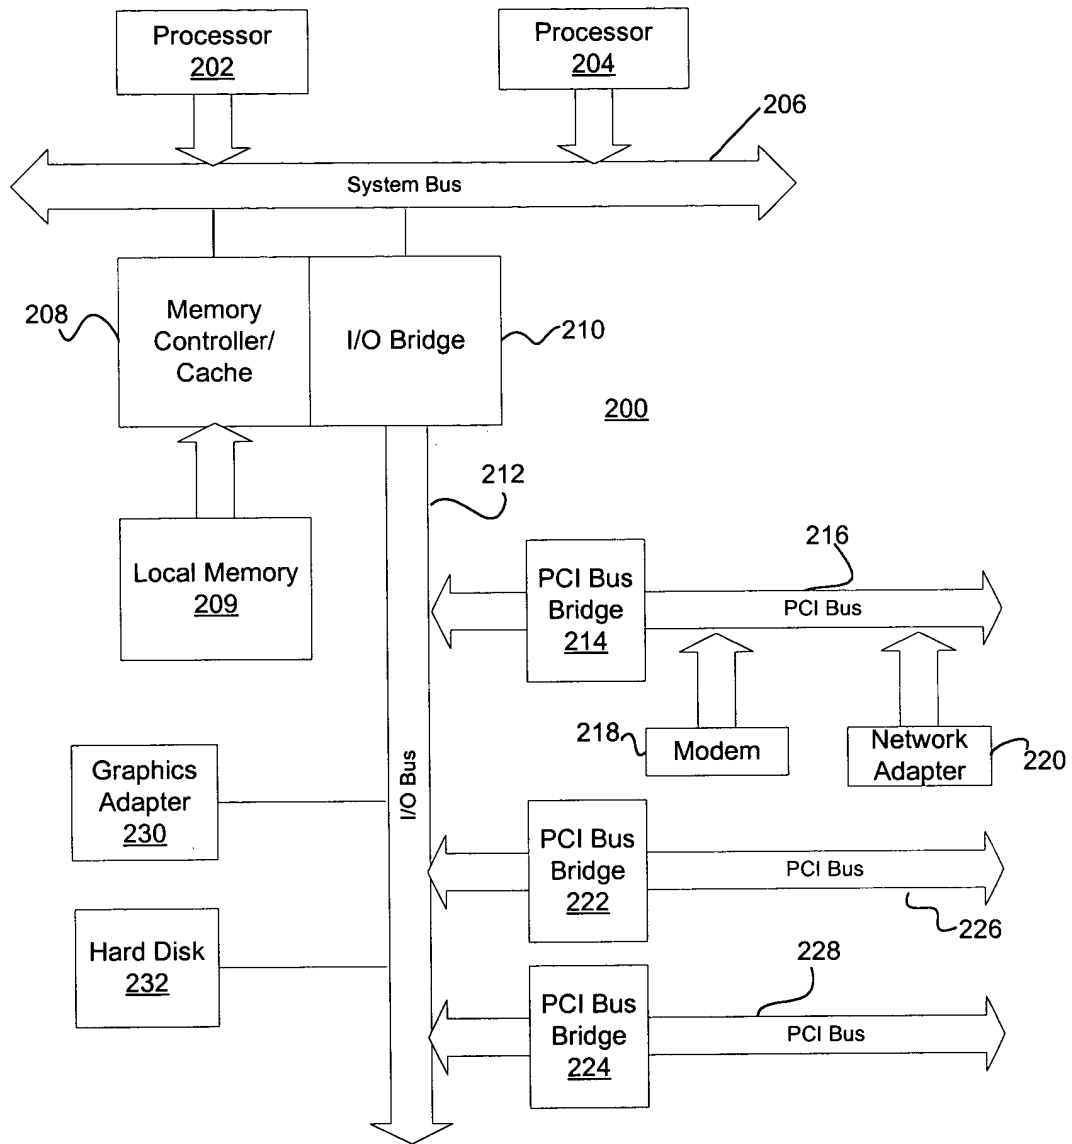 Processor
202
Processor
204
206
System Bus
208
Memory
Controller/
Cache
I/O Bridge
210
200
212
Local Memory
209
PCI Bus
Bridge
214
216
PCI Bus
218
Modem
Network
Adapter
220
Graphics
Adapter
230
I/O Bus
PCI Bus
Bridge
222
PCI Bus
226
Hard Disk
232
228
PCI Bus
Bridge
224
PCI Bus